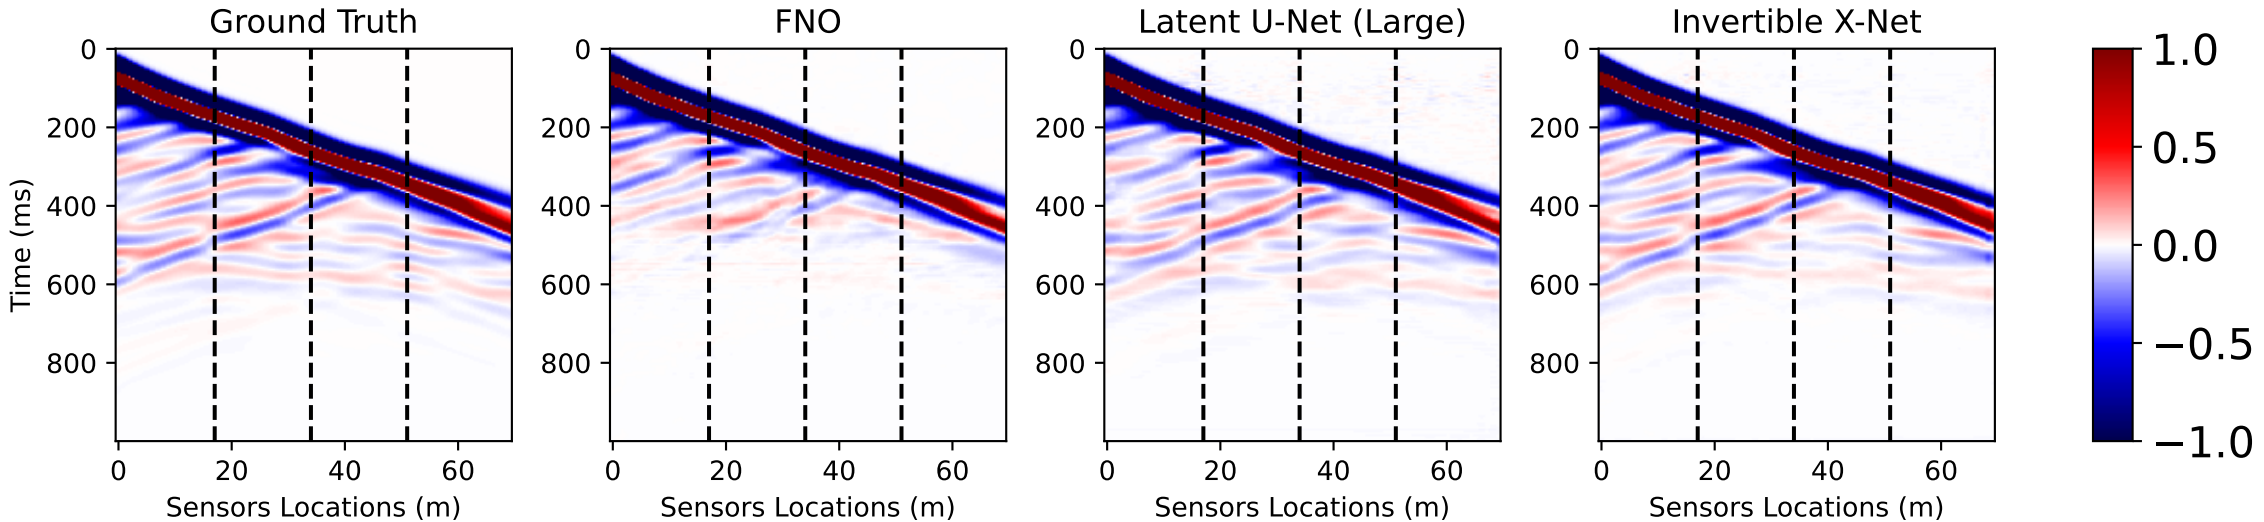 Ground Truth
FNO
Latent U-Net (Large)
Invertible X-Net
Time (ms)
0
200
400
600
800
0
200
400
600
800
0
200
400
600
800
0
200
400
600
800
1.0
0.5
0.0
−0.5
−1.0
0 20 40 60
0 20 40 60
0 20 40 60
0 20 40 60
Sensors Locations (m)
Sensors Locations (m)
Sensors Locations (m)
Sensors Locations (m)